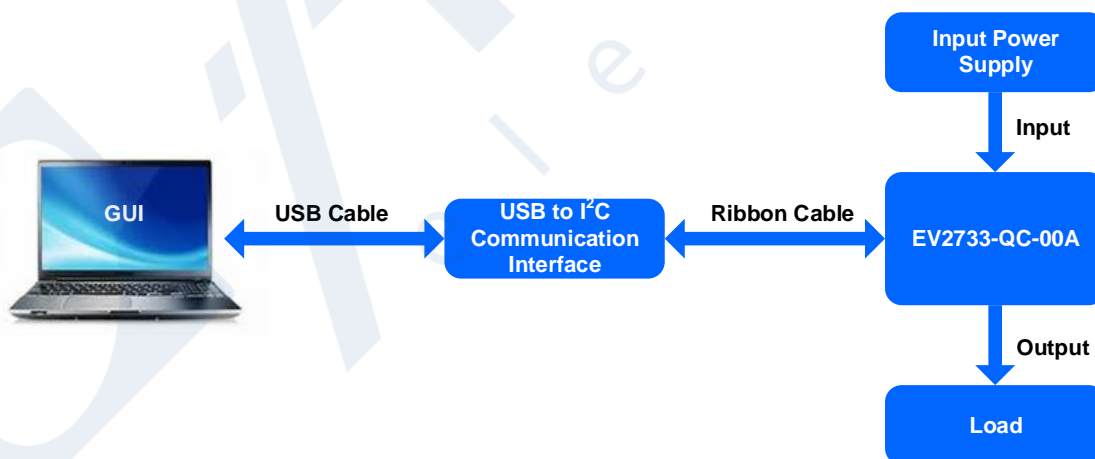 Input Power
Supply
Input
GUI
USB Cable
USB to I²C
Communication
Interface
Ribbon Cable
EV2733-QC-00A
Output
Load